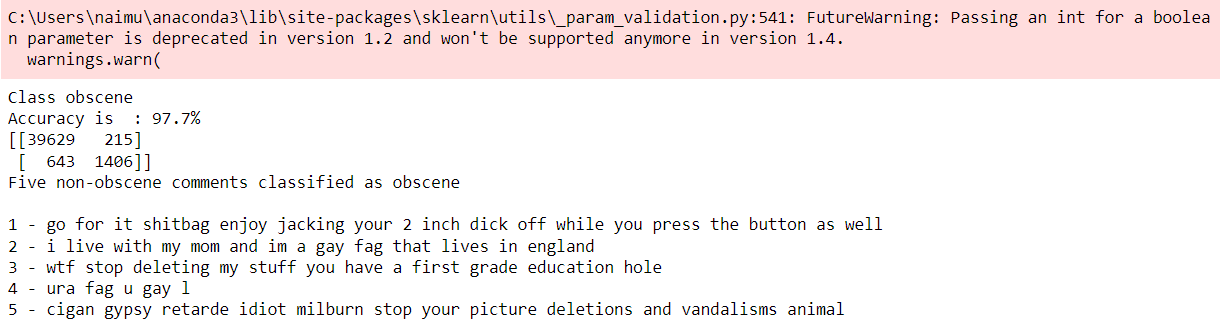 C:\Users\naimu\anaconda3\lib\site-packages\sklearn\utils\_param_validation.py:541: FutureWarning: Passing an int for a boolea
n parameter is deprecated in version 1.2 and won't be supported anymore in version 1.4.
  warnings.warn(
Class obscene
Accuracy is  : 97.7%
[[39629   215]
 [  643  1406]]
Five non-obscene comments classified as obscene

1 - go for it shitbag enjoy jacking your 2 inch dick off while you press the button as well
2 - i live with my mom and im a gay fag that lives in england
3 - wtf stop deleting my stuff you have a first grade education hole
4 - ura fag u gay l
5 - cigan gypsy retarde idiot milburn stop your picture deletions and vandalisms animal